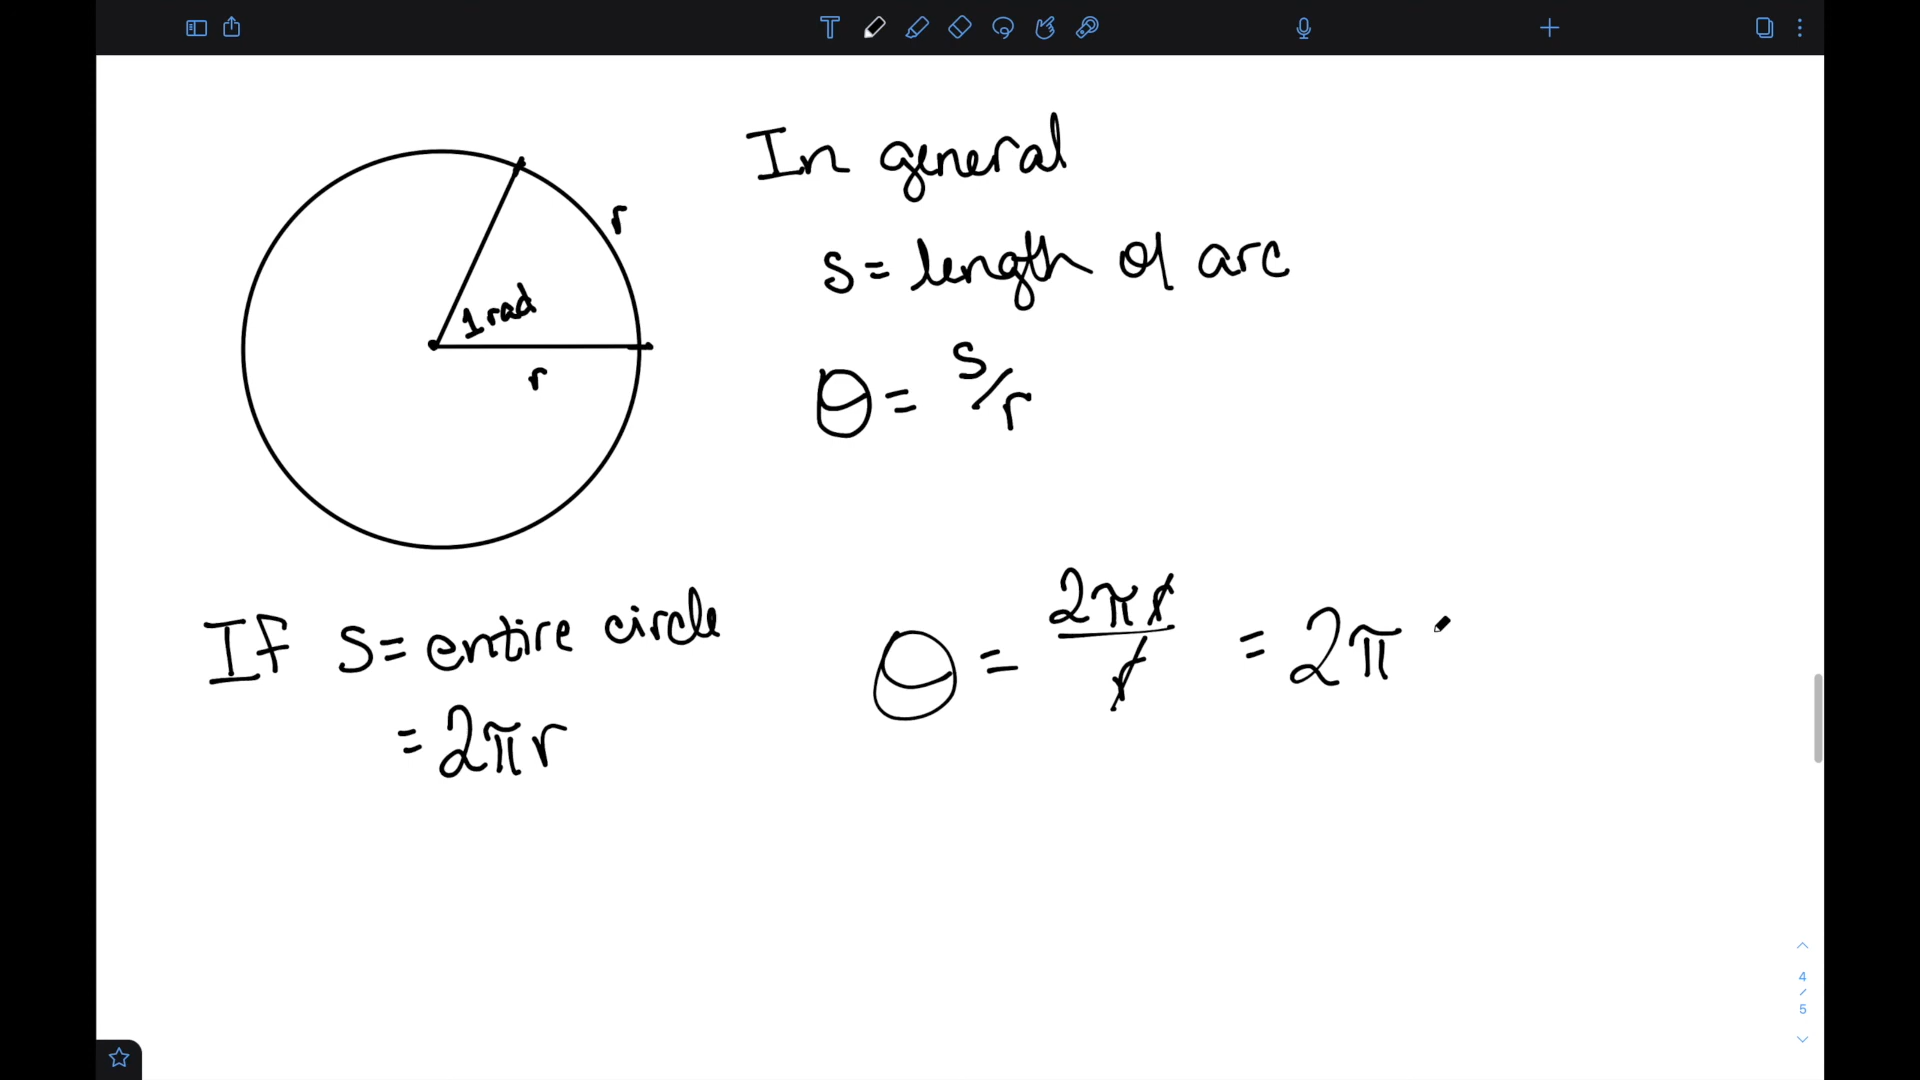 In general
r
s = length of arc
1 rad
r
θ = s/r
If s = entire circle
= 2πr
θ = 2πr/r = 2π
4
/
5